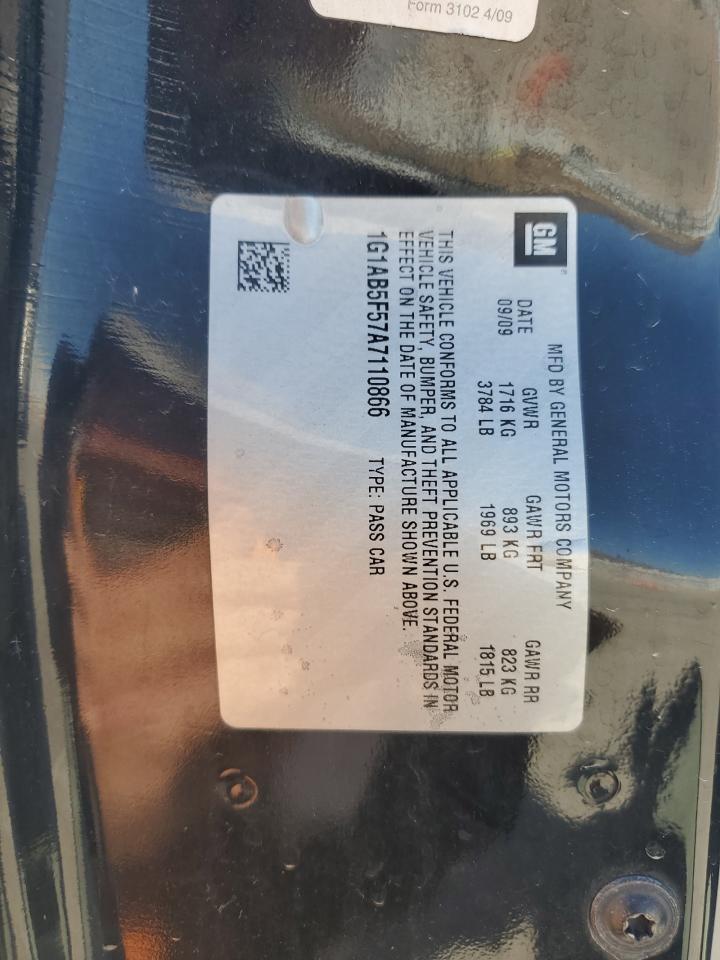 Form 3102 4/09
GM
MFD BY GENERAL MOTORS COMPANY
DATE GVWR GAWR FRT GAWR RR
09/09 1716 KG 893 KG 823 KG
3784 LB 1969 LB 1815 LB
THIS VEHICLE CONFORMS TO ALL APPLICABLE U.S. FEDERAL MOTOR
VEHICLE SAFETY, BUMPER, AND THEFT PREVENTION STANDARDS IN
EFFECT ON THE DATE OF MANUFACTURE SHOWN ABOVE.
1G1AB5F57A7110866 TYPE: PASS CAR